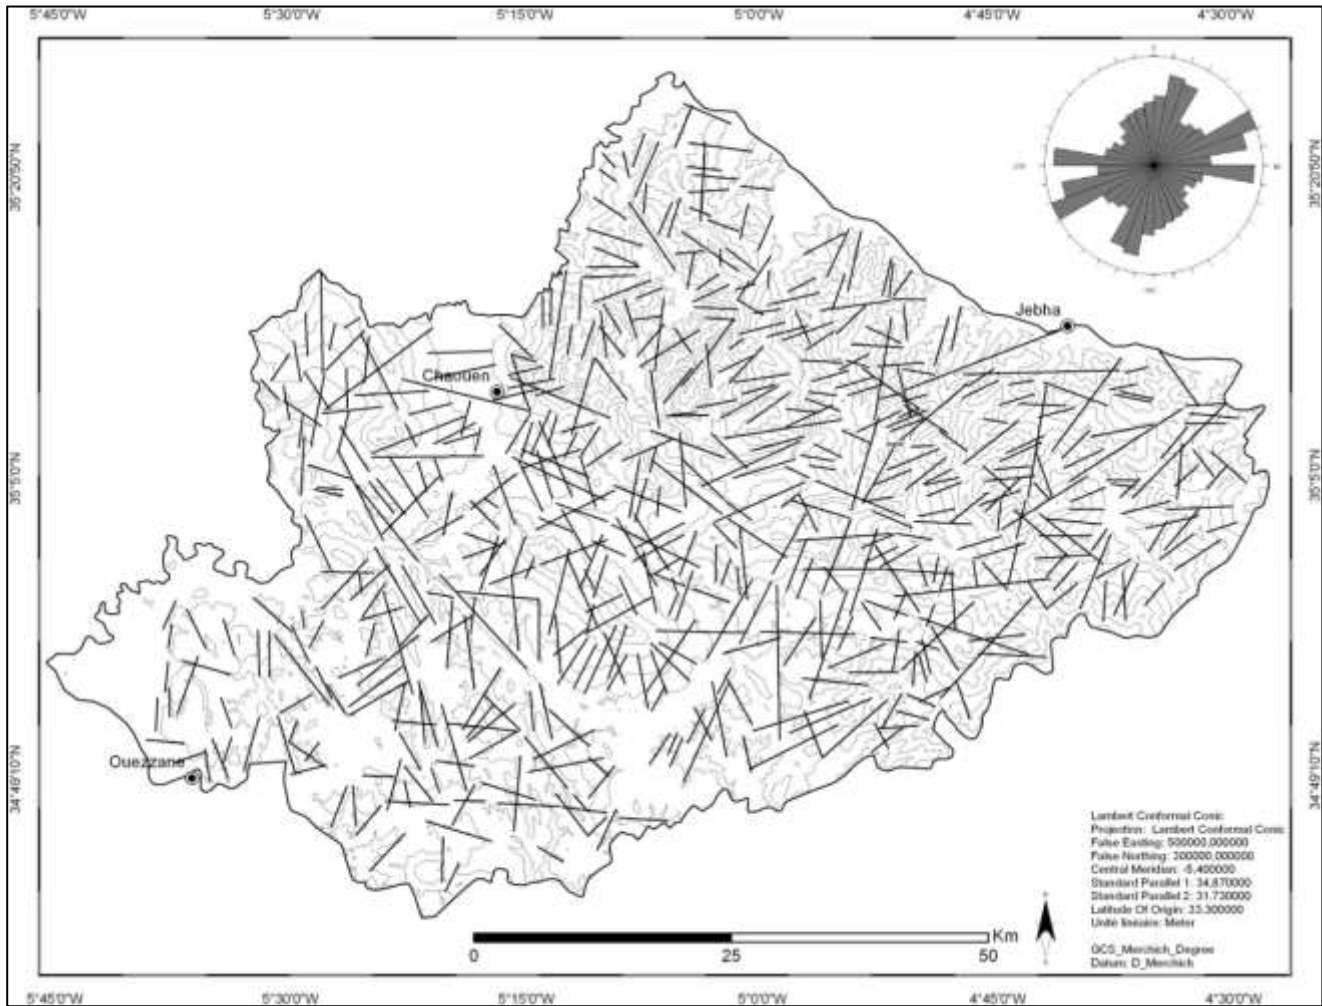 5°45'0"W 5°30'0"W 5°15'0"W 5°0'0"W 4°45'0"W 4°30'0"W
35°20'50"N 35°20'50"N
Jebha
Chaouen
35°5'0"N 35°5'0"N
Ouezzane
34°49'10"N 34°49'10"N
Lambert Conformal Conic
Projection: Lambert Conformal Conic
False Easting: 500000,000000
False Northing: 300000,000000
Central Meridian: -5,400000
Standard Parallel 1: 34,870000
Standard Parallel 2: 31,730000
Latitude Of Origin: 33,300000
Unité linéaire: Meter
GCS_Merchich_Degree
Datum: D_Merchich
Km
0 25 50
5°45'0"W 5°30'0"W 5°15'0"W 5°0'0"W 4°45'0"W 4°30'0"W